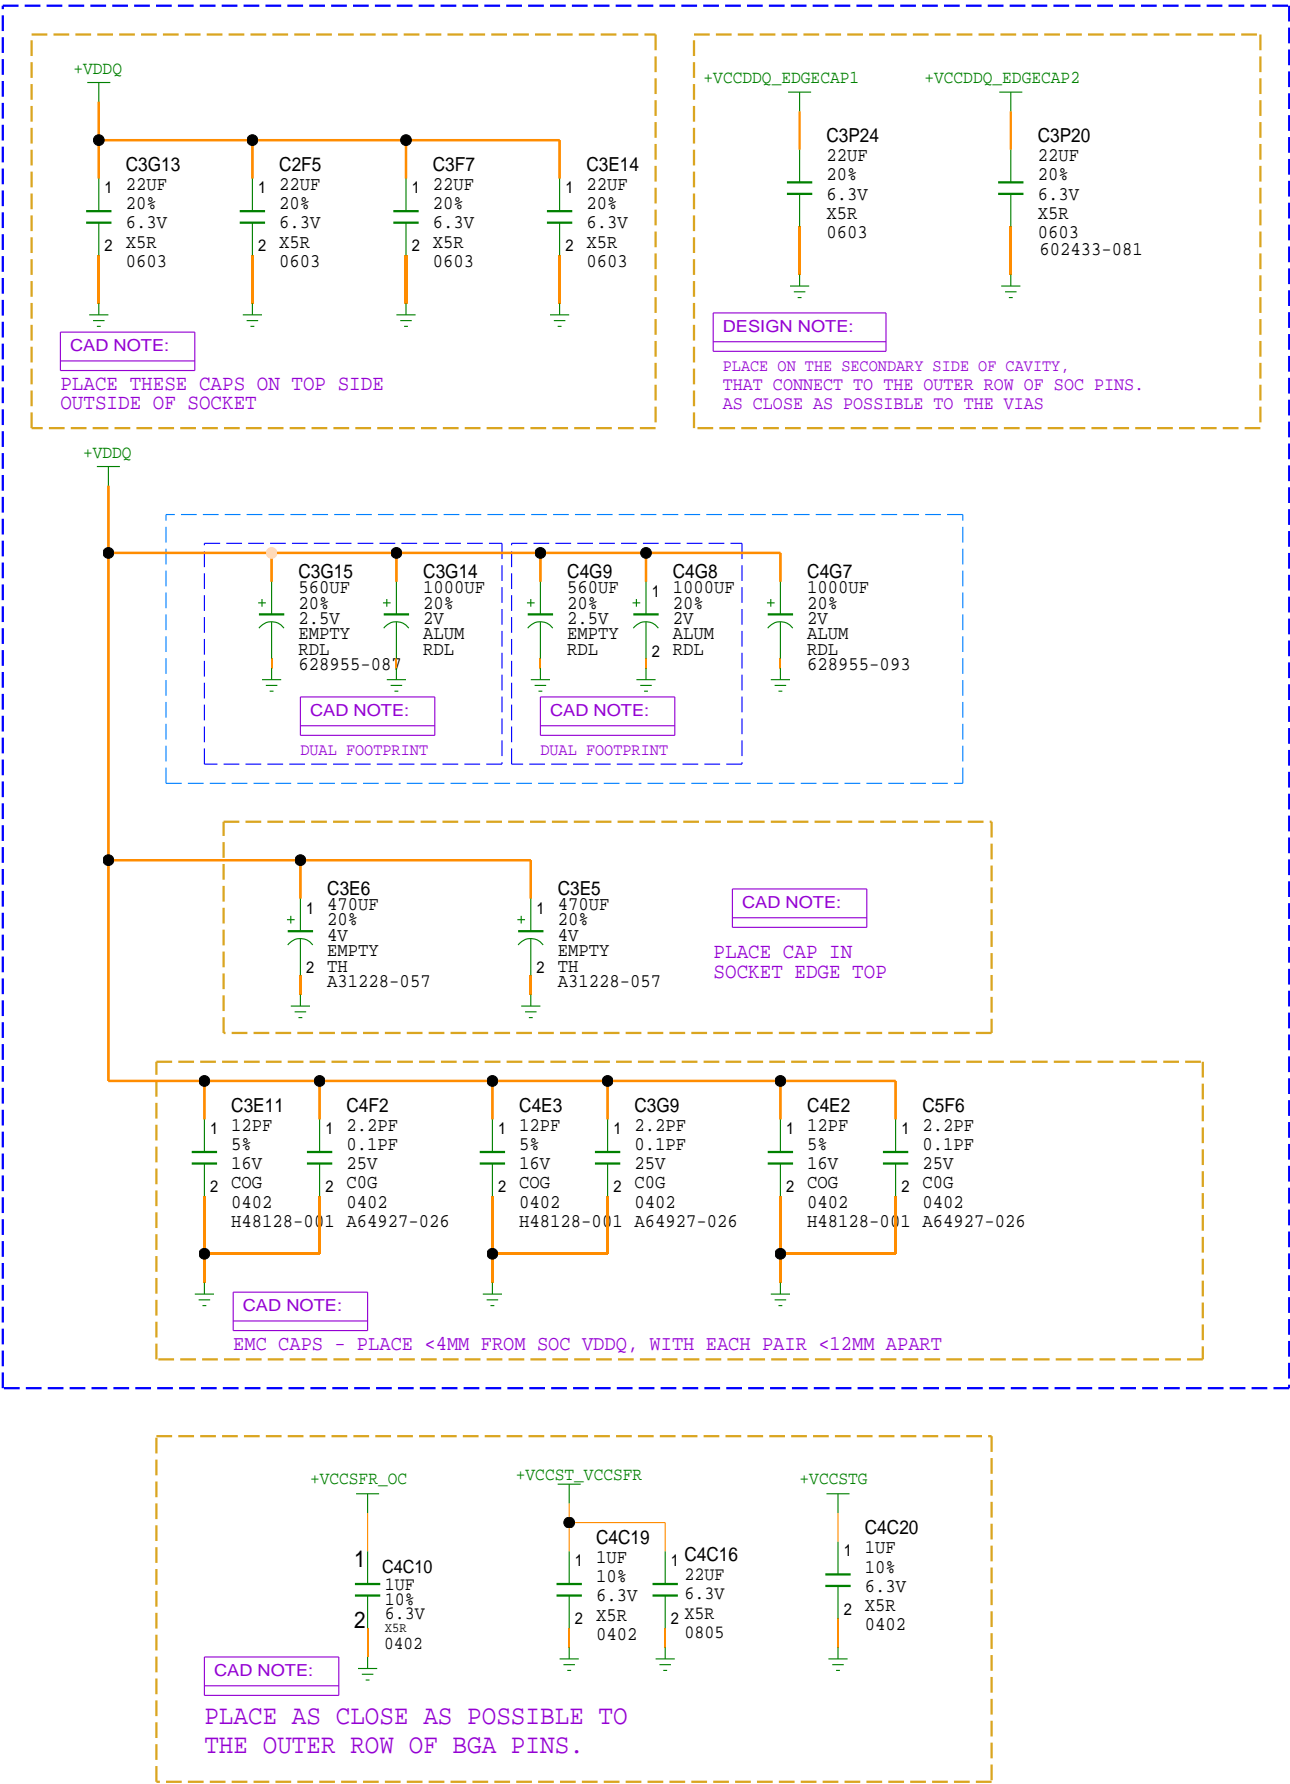 +VDDQ
C3G13
1
22UF
20%
6.3V
2
X5R
0603
C2F5
1
22UF
20%
6.3V
2
X5R
0603
C3F7
1
22UF
20%
6.3V
2
X5R
0603
C3E14
1
22UF
20%
6.3V
2
X5R
0603
CAD NOTE:
PLACE THESE CAPS ON TOP SIDE
OUTSIDE OF SOCKET
+VCCDDQ_EDGECAP1
C3P24
22UF
20%
6.3V
X5R
0603
+VCCDDQ_EDGECAP2
C3P20
22UF
20%
6.3V
X5R
0603
602433-081
DESIGN NOTE:
PLACE ON THE SECONDARY SIDE OF CAVITY,
THAT CONNECT TO THE OUTER ROW OF SOC PINS.
AS CLOSE AS POSSIBLE TO THE VIAS
+VDDQ
C3G15
560UF
+
20%
2.5V
EMPTY
RDL
628955-087
C3G14
1000UF
+
20%
2V
ALUM
RDL
CAD NOTE:
DUAL FOOTPRINT
C4G9
560UF
+
20%
2.5V
EMPTY
RDL
C4G8
1
1000UF
+
20%
2V
ALUM
2
RDL
CAD NOTE:
DUAL FOOTPRINT
C4G7
1000UF
+
20%
2V
ALUM
RDL
628955-093
C3E6
1
470UF
+
20%
4V
EMPTY
2
TH
A31228-057
C3E5
1
470UF
+
20%
4V
EMPTY
2
TH
A31228-057
CAD NOTE:
PLACE CAP IN
SOCKET EDGE TOP
C3E11
1
12PF
5%
16V
2
COG
0402
H48128-001
C4F2
1
2.2PF
0.1PF
25V
2
C0G
0402
A64927-026
C4E3
1
12PF
5%
16V
2
COG
0402
H48128-001
C3G9
1
2.2PF
0.1PF
25V
2
C0G
0402
A64927-026
C4E2
1
12PF
5%
16V
2
COG
0402
H48128-001
C5F6
1
2.2PF
0.1PF
25V
2
C0G
0402
A64927-026
CAD NOTE:
EMC CAPS - PLACE <4MM FROM SOC VDDQ, WITH EACH PAIR <12MM APART
+VCCSFR_OC
1
C4C10
1UF
10%
6.3V
2
X5R
0402
+VCCST_VCCSFR
C4C19
1
1UF
10%
6.3V
2
X5R
0402
C4C16
1
22UF
6.3V
2
X5R
0805
+VCCSTG
C4C20
1
1UF
10%
6.3V
2
X5R
0402
CAD NOTE:
PLACE AS CLOSE AS POSSIBLE TO
THE OUTER ROW OF BGA PINS.